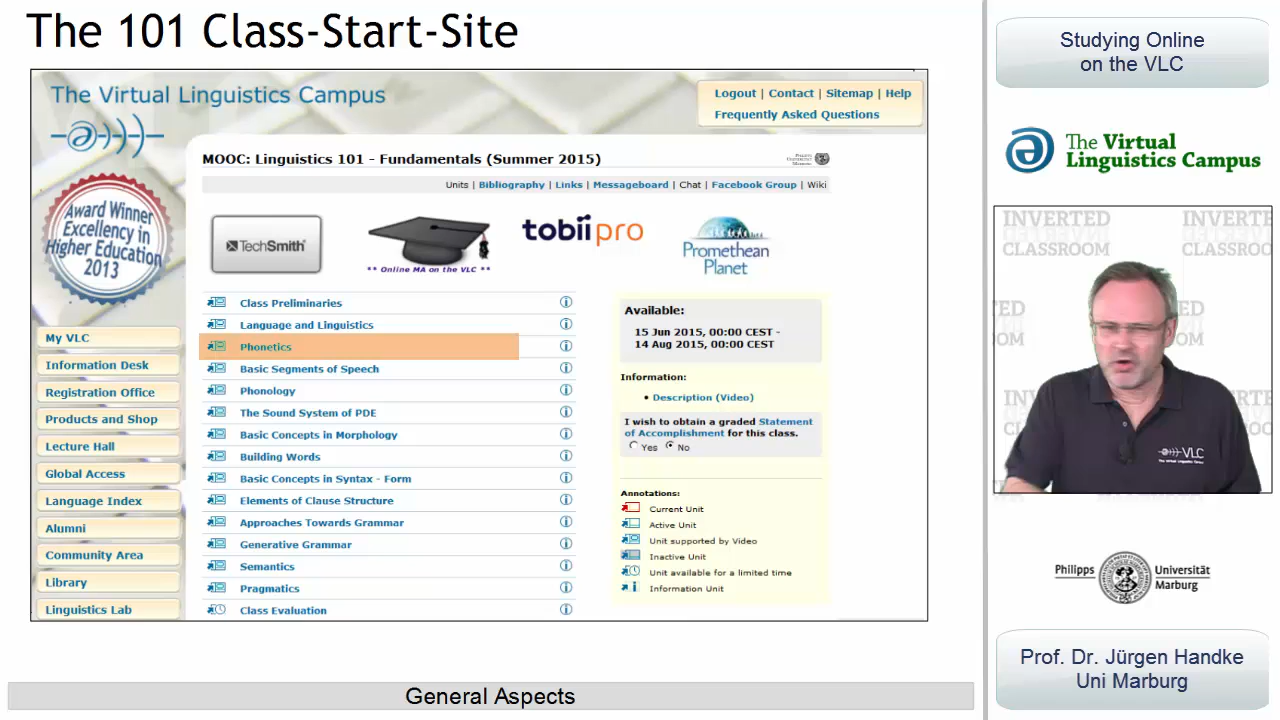 The 101 Class-Start-Site
The Virtual Linguistics Campus
Logout | Contact | Sitemap | Help
Frequently Asked Questions
MOOC: Linguistics 101 - Fundamentals (Summer 2015)
Units | Bibliography | Links | Messageboard | Chat | Facebook Group | Wiki
Award Winner
Excellency in
Higher Education
2013
TechSmith
** Online MA on the VLC **
tobii pro
Promethean
Planet
My VLC
Information Desk
Registration Office
Products and Shop
Lecture Hall
Global Access
Language Index
Alumni
Community Area
Library
Linguistics Lab
Class Preliminaries
Language and Linguistics
Phonetics
Basic Segments of Speech
Phonology
The Sound System of PDE
Basic Concepts in Morphology
Building Words
Basic Concepts in Syntax - Form
Elements of Clause Structure
Approaches Towards Grammar
Generative Grammar
Semantics
Pragmatics
Class Evaluation
Available:
15 Jun 2015, 00:00 CEST -
14 Aug 2015, 00:00 CEST
Information:
• Description (Video)
I wish to obtain a graded Statement
of Accomplishment for this class.
Yes No
Annotations:
Current Unit
Active Unit
Unit supported by Video
Inactive Unit
Unit available for a limited time
Information Unit
General Aspects
Studying Online
on the VLC
The Virtual
Linguistics Campus
INVERTED INVERTED
CLASSROOM CLASSROOM
VLC
Philipps Universität
Marburg
Prof. Dr. Jürgen Handke
Uni Marburg